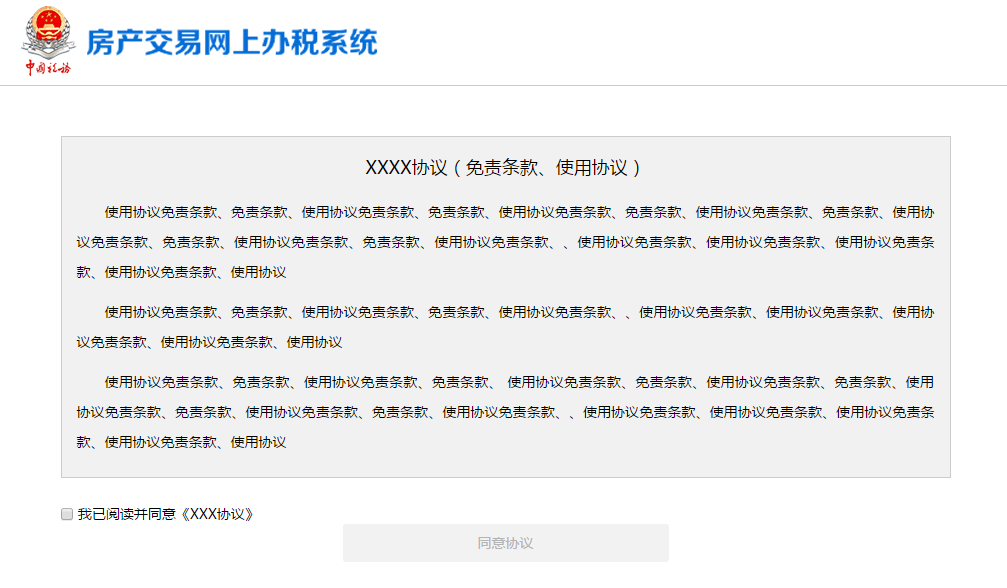 房产交易网上办税系统
中国税务
XXXX协议（免责条款、使用协议）
使用协议免责条款、免责条款、使用协议免责条款、免责条款、使用协议免责条款、免责条款、使用协议免责条款、免责条款、使用协
议免责条款、免责条款、使用协议免责条款、免责条款、使用协议免责条款、、使用协议免责条款、使用协议免责条款、使用协议免责条
款、使用协议免责条款、使用协议
使用协议免责条款、免责条款、使用协议免责条款、免责条款、使用协议免责条款、、使用协议免责条款、使用协议免责条款、使用协
议免责条款、使用协议免责条款、使用协议
使用协议免责条款、免责条款、使用协议免责条款、免责条款、 使用协议免责条款、免责条款、使用协议免责条款、免责条款、使用
协议免责条款、免责条款、使用协议免责条款、免责条款、使用协议免责条款、、使用协议免责条款、使用协议免责条款、使用协议免责条
款、使用协议免责条款、使用协议
我已阅读并同意《XXX协议》
同意协议